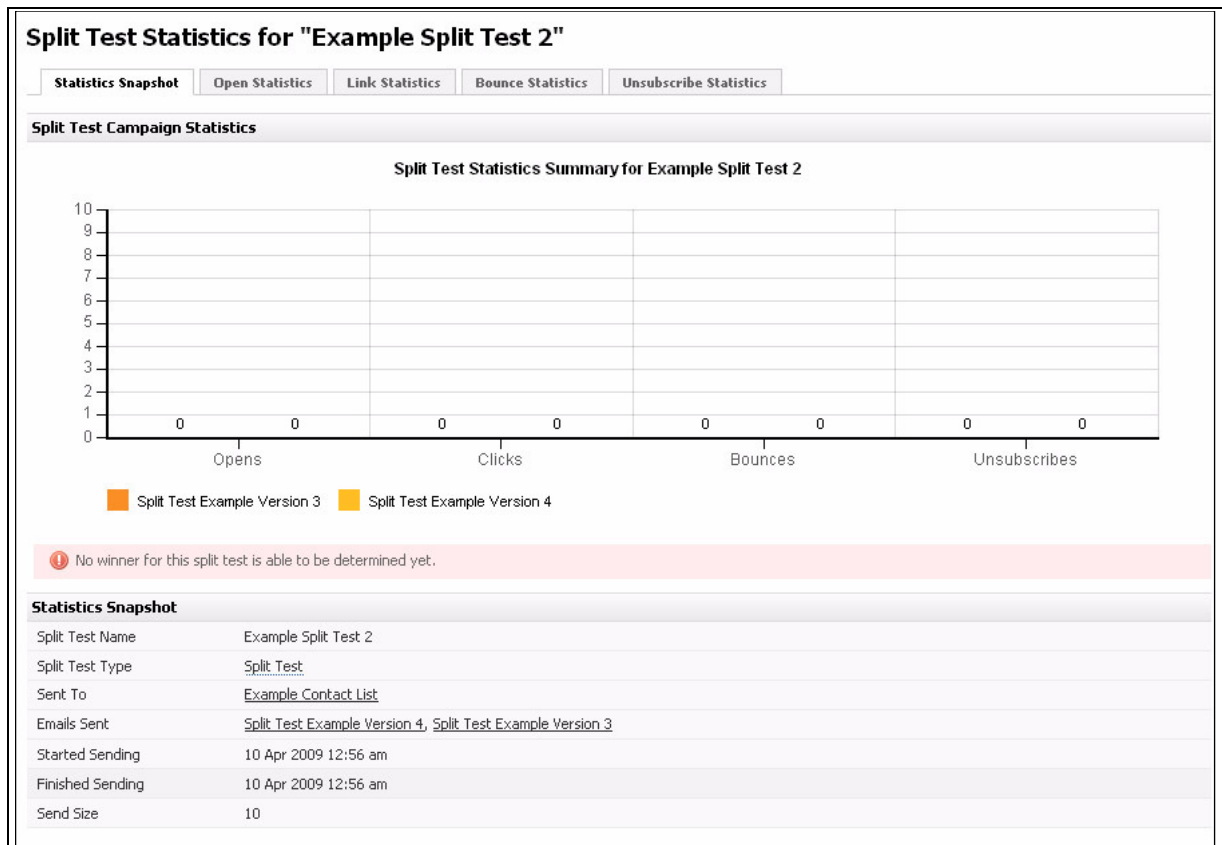 Split Test Statistics for "Example Split Test 2"
Statistics Snapshot Open Statistics Link Statistics Bounce Statistics Unsubscribe Statistics
Split Test Campaign Statistics
Split Test Statistics Summary for Example Split Test 2
10
9
8
7
6
5
4
3
2
1
0 0 0 0 0 0 0 0
0
Opens Clicks Bounces Unsubscribes
Split Test Example Version 3 Split Test Example Version 4
No winner for this split test is able to be determined yet.
Statistics Snapshot
Split Test Name Example Split Test 2
Split Test Type Split Test
Sent To Example Contact List
Emails Sent Split Test Example Version 4, Split Test Example Version 3
Started Sending 10 Apr 2009 12:56 am
Finished Sending 10 Apr 2009 12:56 am
Send Size 10